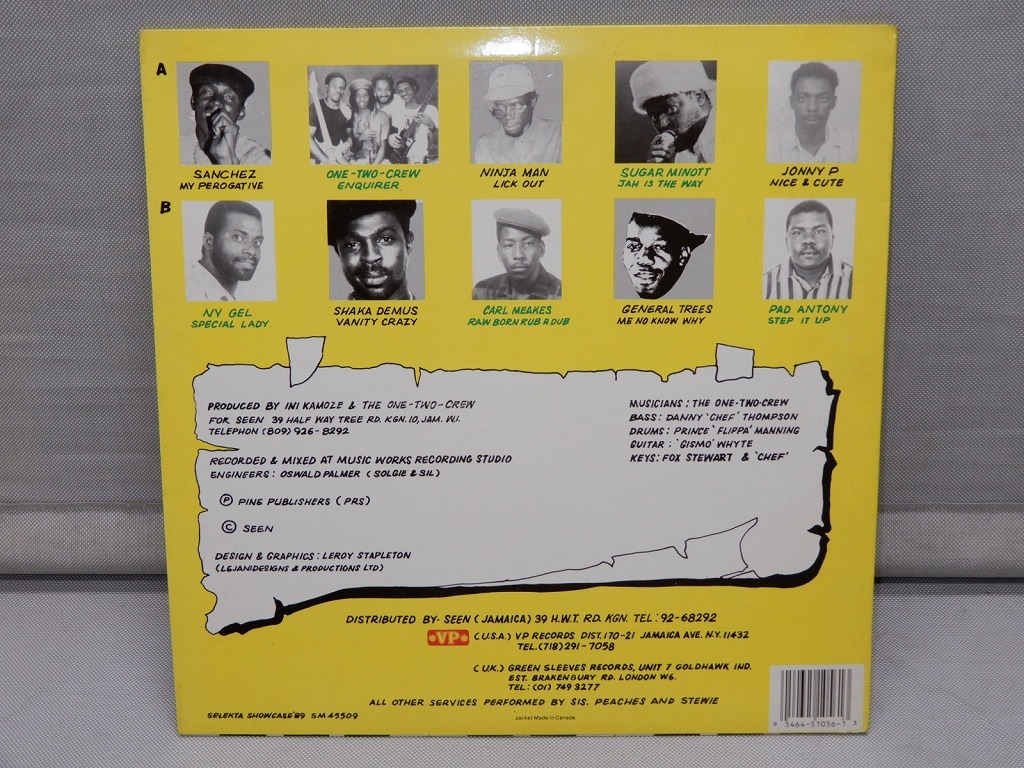 A
SANCHEZ
MY PEROGATIVE
ONE-TWO-CREW
ENQUIRER
NINJA MAN
LICK OUT
SUGAR MINOTT
JAH IS THE WAY
JONNY P
NICE & CUTE
B
NY GEL
SPECIAL LADY
SHAKA DEMUS
VANITY CRAZY
CARL MEAKES
RAW BORN RUB A DUB
GENERAL TREES
ME NO KNOW WHY
PAD ANTONY
STEP IT UP
PRODUCED BY INI KAMOZE & THE ONE-TWO-CREW
FOR SEEN 39 HALF WAY TREE RD. KGN. 10, JAM. W.I.
TELEPHON (809) 926-8292
RECORDED & MIXED AT MUSIC WORKS RECORDING STUDIO
ENGINEERS: OSWALD PALMER (SOLGIE & 3IL)
Ⓟ PINE PUBLISHERS (PRS)
© SEEN
DESIGN & GRAPHICS: LEROY STAPLETON
(LEJANIDESIGNS & PRODUCTIONS LTD)
MUSICIANS: THE ONE-TWO-CREW
BASS: DANNY 'CHEF' THOMPSON
DRUMS: PRINCE 'FLIPPA' MANNING
GUITAR: 'GISMO' WHYTE
KEYS: FOX STEWART & 'CHEF'
DISTRIBUTED BY- SEEN (JAMAICA) 39 H.W.T. RD. KGN. TEL: 92-68292
VP (U.S.A.) VP RECORDS DIST. 170-21 JAMAICA AVE. N.Y. 11432
TEL. (718) 291-7058
(U.K.) GREEN SLEEVES RECORDS, UNIT 7 GOLDHAWK IND.
EST. BRAKENBURY RD. LONDON W6.
TEL: (01) 749 3277
ALL OTHER SERVICES PERFORMED BY SIS. PEACHES AND STEWIE
SELEKTA SHOWCASE '89 SM 45509
Jacket Made in Canada
0 5464-51056-1 3